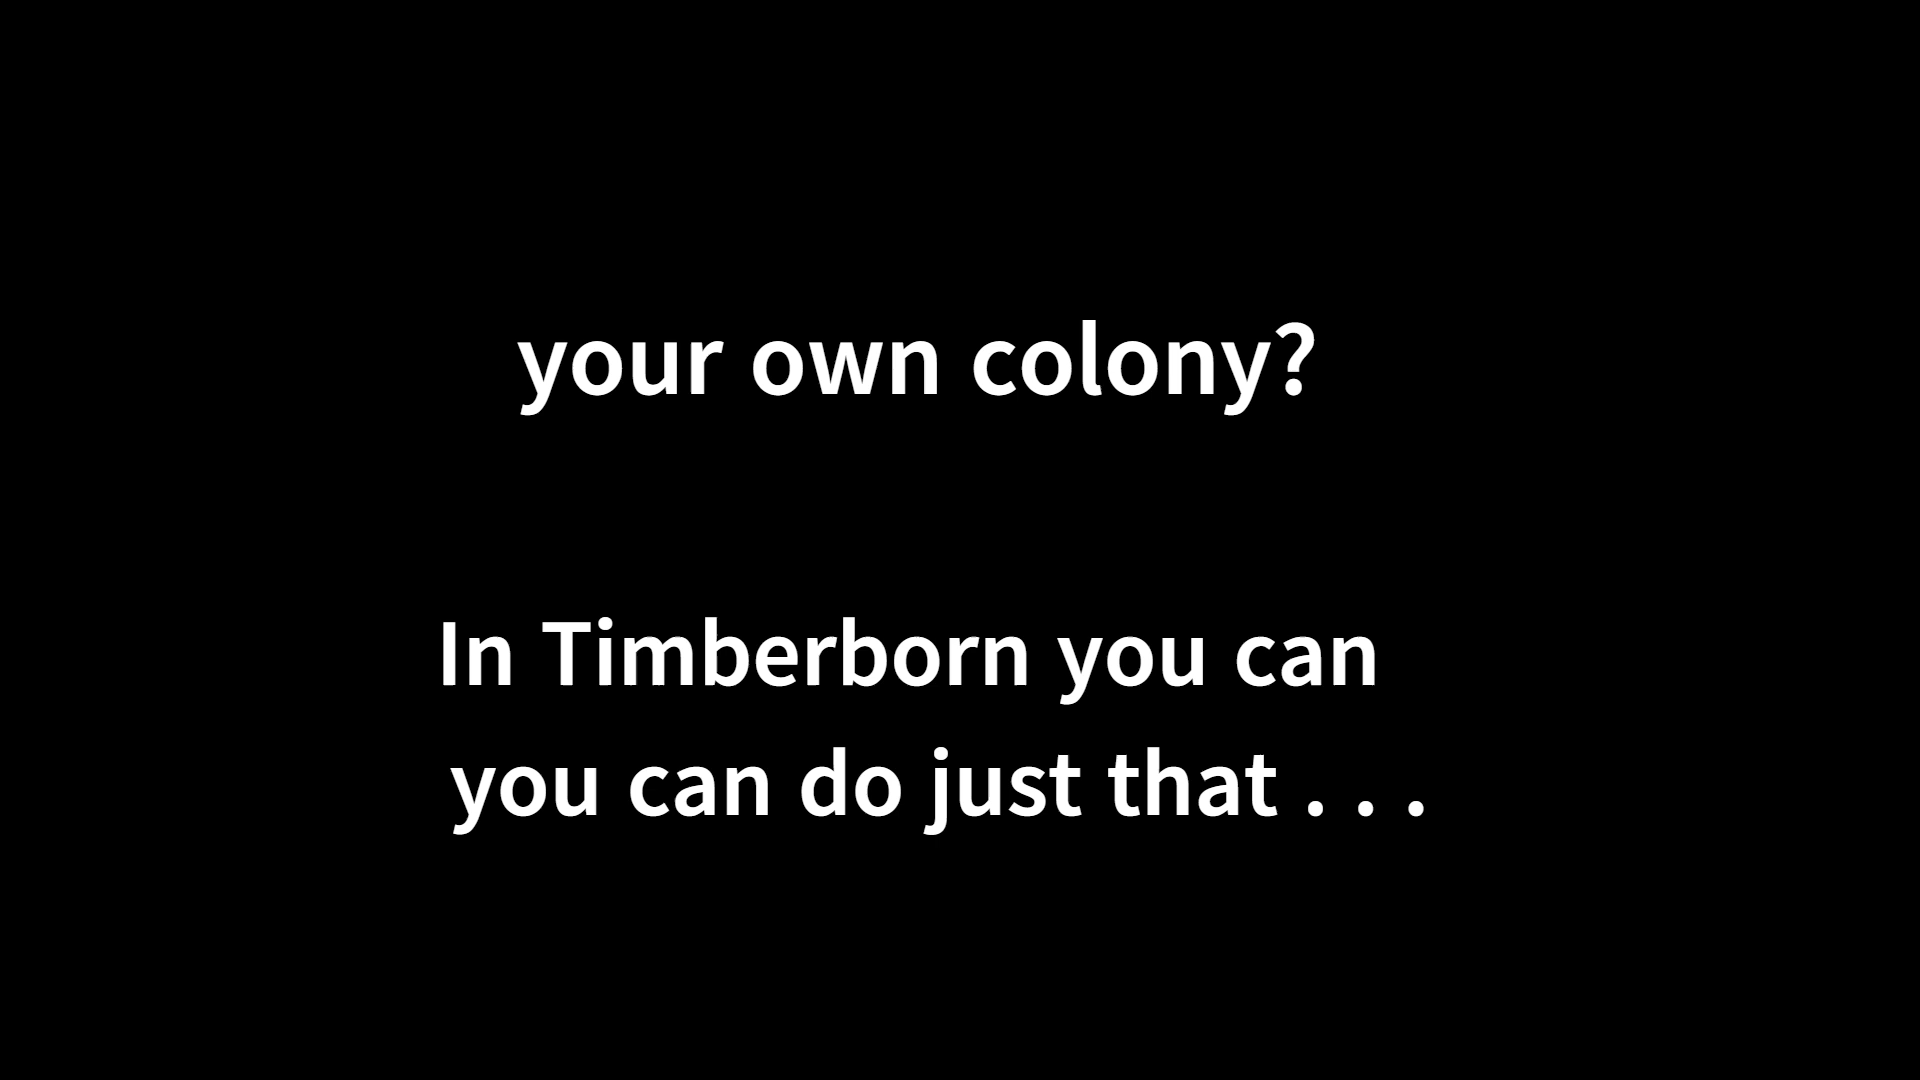 your own colony?
In Timberborn you can
you can do just that . . .